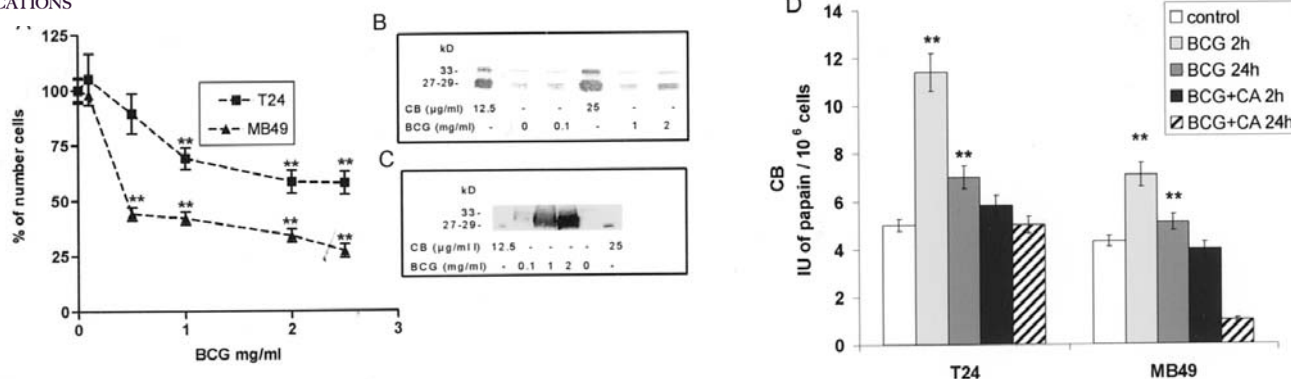 CATIONS
125
100
75
50
25
0
% of number cells
T24
MB49
**
**
**
**
**
**
**
0
1
2
3
BCG mg/ml
B
kD
33-
27-29-
CB (µg/ml) 12.5 - - 25 - -
BCG (mg/ml) - 0 0.1 - 1 2
C
kD
33-
27-29-
CB (µg/ml) 12.5 - - - - 25
BCG (mg/ml) - 0.1 1 2 0 -
D
14
12
10
8
6
4
2
0
CB
IU of papain / 10⁶ cells
control
BCG 2h
BCG 24h
BCG+CA 2h
BCG+CA 24h
**
**
**
**
T24
MB49